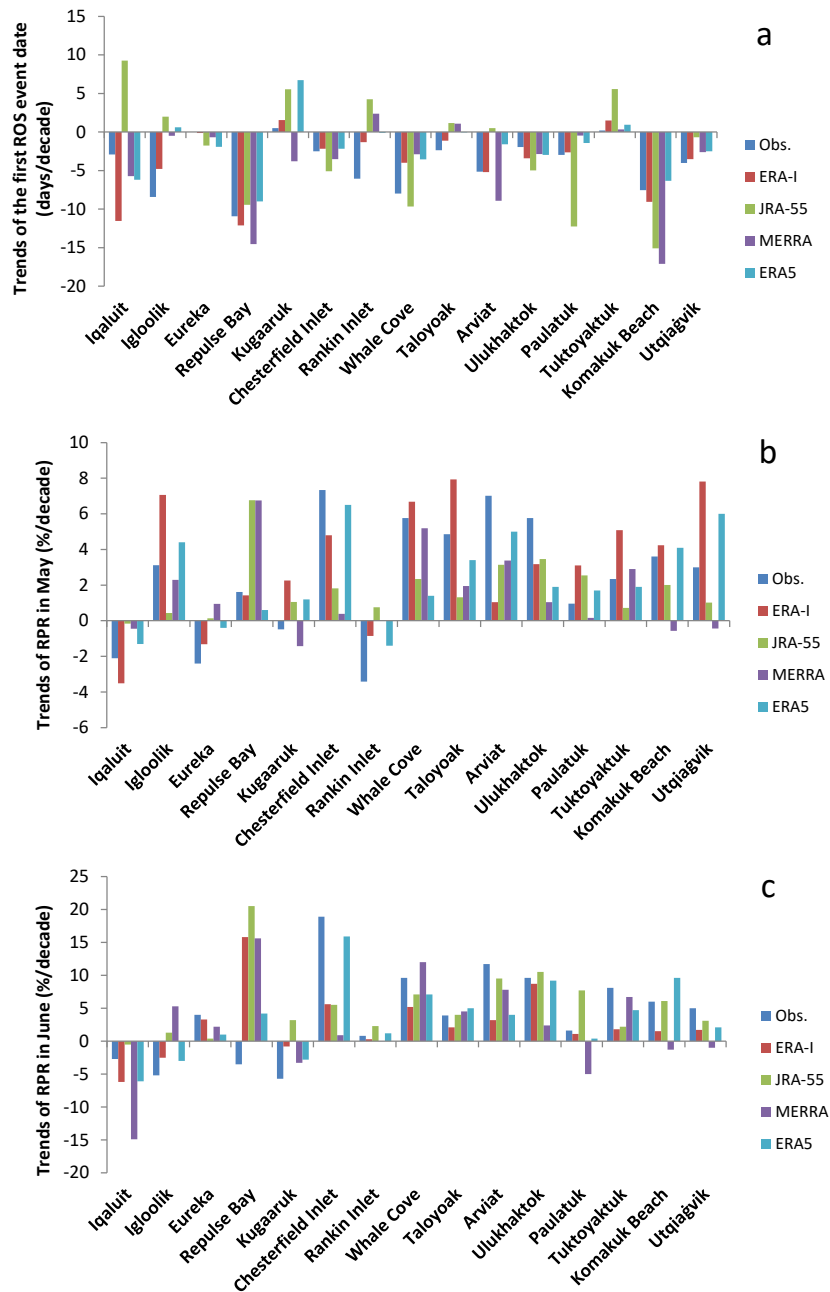 a
Trends of the first ROS event date
(days/decade)
15
10
5
0
-5
-10
-15
-20
Obs.
ERA-I
JRA-55
MERRA
ERA5
Iqaluit
Igloolik
Eureka
Repulse Bay
Kugaaruk
Chesterfield Inlet
Rankin Inlet
Whale Cove
Taloyoak
Arviat
Ulukhaktok
Paulatuk
Tuktoyaktuk
Komakuk Beach
Utqiaġvik
b
Trends of RPR in May (%/decade)
10
8
6
4
2
0
-2
-4
-6
Obs.
ERA-I
JRA-55
MERRA
ERA5
Iqaluit
Igloolik
Eureka
Repulse Bay
Kugaaruk
Chesterfield Inlet
Rankin Inlet
Whale Cove
Taloyoak
Arviat
Ulukhaktok
Paulatuk
Tuktoyaktuk
Komakuk Beach
Utqiaġvik
c
Trends of RPR in June (%/decade)
25
20
15
10
5
0
-5
-10
-15
-20
Obs.
ERA-I
JRA-55
MERRA
ERA5
Iqaluit
Igloolik
Eureka
Repulse Bay
Kugaaruk
Chesterfield Inlet
Rankin Inlet
Whale Cove
Taloyoak
Arviat
Ulukhaktok
Paulatuk
Tuktoyaktuk
Komakuk Beach
Utqiaġvik